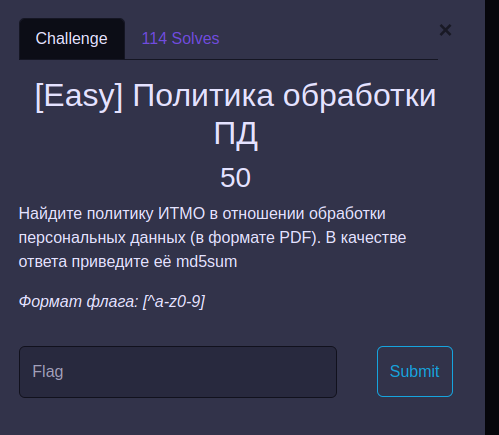 Challenge
114 Solves
×
[Easy] Политика обработки
ПД
50
Найдите политику ИТМО в отношении обработки
персональных данных (в формате PDF). В качестве
ответа приведите её md5sum
Формат флага: [^a-z0-9]
Flag
Submit